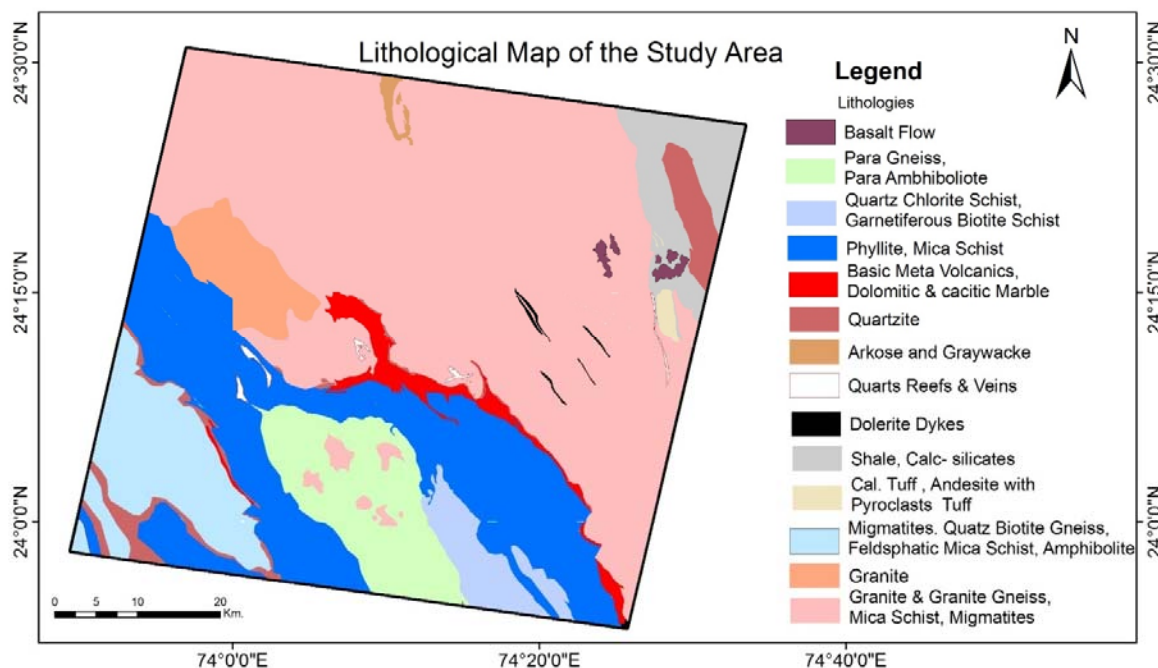 Lithological Map of the Study Area
N
Legend
Lithologies
Basalt Flow
Para Gneiss,
Para Ambhiboliote
Quartz Chlorite Schist,
Garnetiferous Biotite Schist
Phyllite, Mica Schist
Basic Meta Volcanics,
Dolomitic & cacitic Marble
Quartzite
Arkose and Graywacke
Quarts Reefs & Veins
Dolerite Dykes
Shale, Calc- silicates
Cal. Tuff , Andesite with
Pyroclasts Tuff
Migmatites. Quatz Biotite Gneiss,
Feldsphatic Mica Schist, Amphibolite
Granite
Granite & Granite Gneiss,
Mica Schist, Migmatites
24°30'0"N
24°15'0"N
24°0'0"N
24°30'0"N
24°15'0"N
24°0'0"N
0 5 10 20
Km.
74°0'0"E
74°20'0"E
74°40'0"E